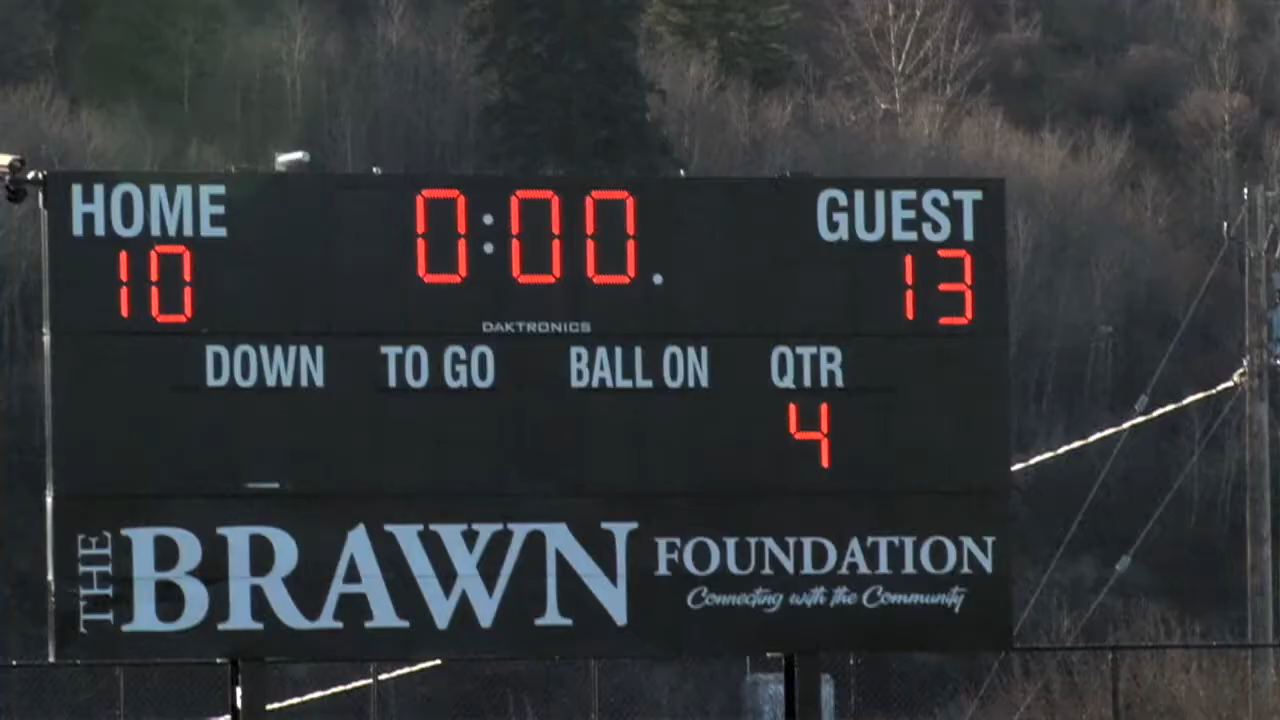 HOME 0:00. GUEST
10 13
DAKTRONICS
DOWN TO GO BALL ON QTR
4
THE BRAWN FOUNDATION
Connecting with the Community